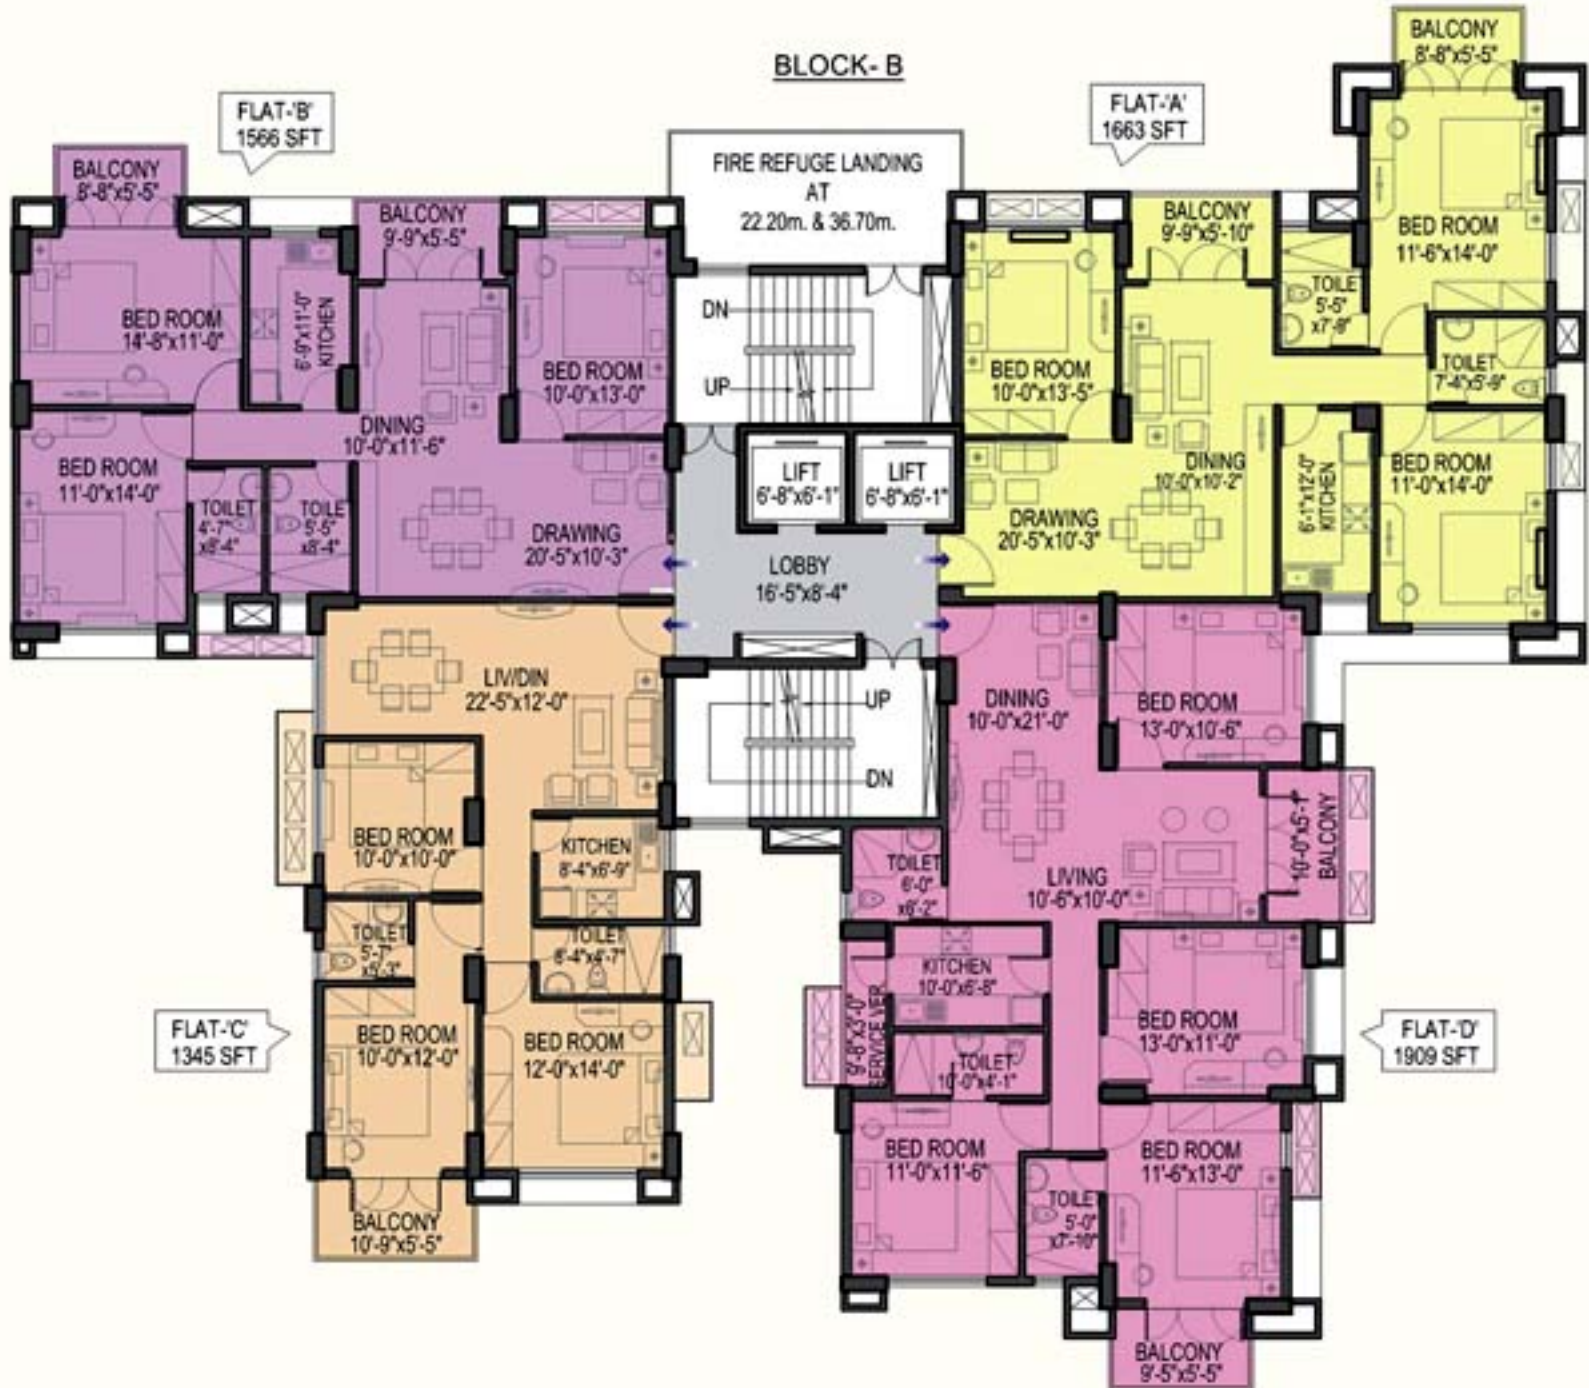 BLOCK- B
FLAT-'B'
1566 SFT
FLAT-'A'
1663 SFT
BALCONY
8'-8"x5'-5"
FIRE REFUGE LANDING
AT
22.20m. & 36.70m.
BALCONY
8'-8"x5'-5"
BALCONY
9'-9"x5'-5"
BALCONY
9'-9"x5'-10"
BED ROOM
11'-6"x14'-0"
BED ROOM
14'-8"x11'-0"
6'-9"x11'-0"
KITCHEN
BED ROOM
10'-0"x13'-0"
DN
UP
BED ROOM
10'-0"x13'-5"
TOILE
5'-5"
TOILET
7'-4"x5'-9"
DINING
10'-0"x11'-6"
BED ROOM
11'-0"x14'-0"
TOILET
4'-7"
x8'-4"
TOILE
5'-5"
x8'-4"
DRAWING
20'-5"x10'-3"
LIFT
6'-8"x6'-1"
LIFT
6'-8"x6'-1"
DINING
10'-0"x10'-2"
DRAWING
20'-5"x10'-3"
6'-1"x12'-0"
KITCHEN
BED ROOM
11'-0"x14'-0"
LOBBY
16'-5"x8'-4"
LIV/DIN
22'-5"x12'-0"
UP
DN
DINING
10'-0"x21'-0"
BED ROOM
13'-0"x10'-6"
BED ROOM
10'-0"x10'-0"
KITCHEN
8'-4"x6'-9"
TOILET
6'-0"
x6'-2"
LIVING
10'-6"x10'-0"
10'-0"x5'-1"
BALCONY
TOILET
5'-7"
x5'-3"
TOILET
8'-4"x4'-7"
KITCHEN
10'-0"x6'-8"
9'-8"x3'-0"
SERVICE VER.
FLAT-'C'
1345 SFT
BED ROOM
10'-0"x12'-0"
BED ROOM
12'-0"x14'-0"
TOILET
10'-0"x4'-1"
BED ROOM
13'-0"x11'-0"
FLAT-'D'
1909 SFT
BED ROOM
11'-0"x11'-6"
BED ROOM
11'-6"x13'-0"
TOILET
5'-0"
x7'-10"
BALCONY
10'-9"x5'-5"
BALCONY
9'-5"x5'-5"